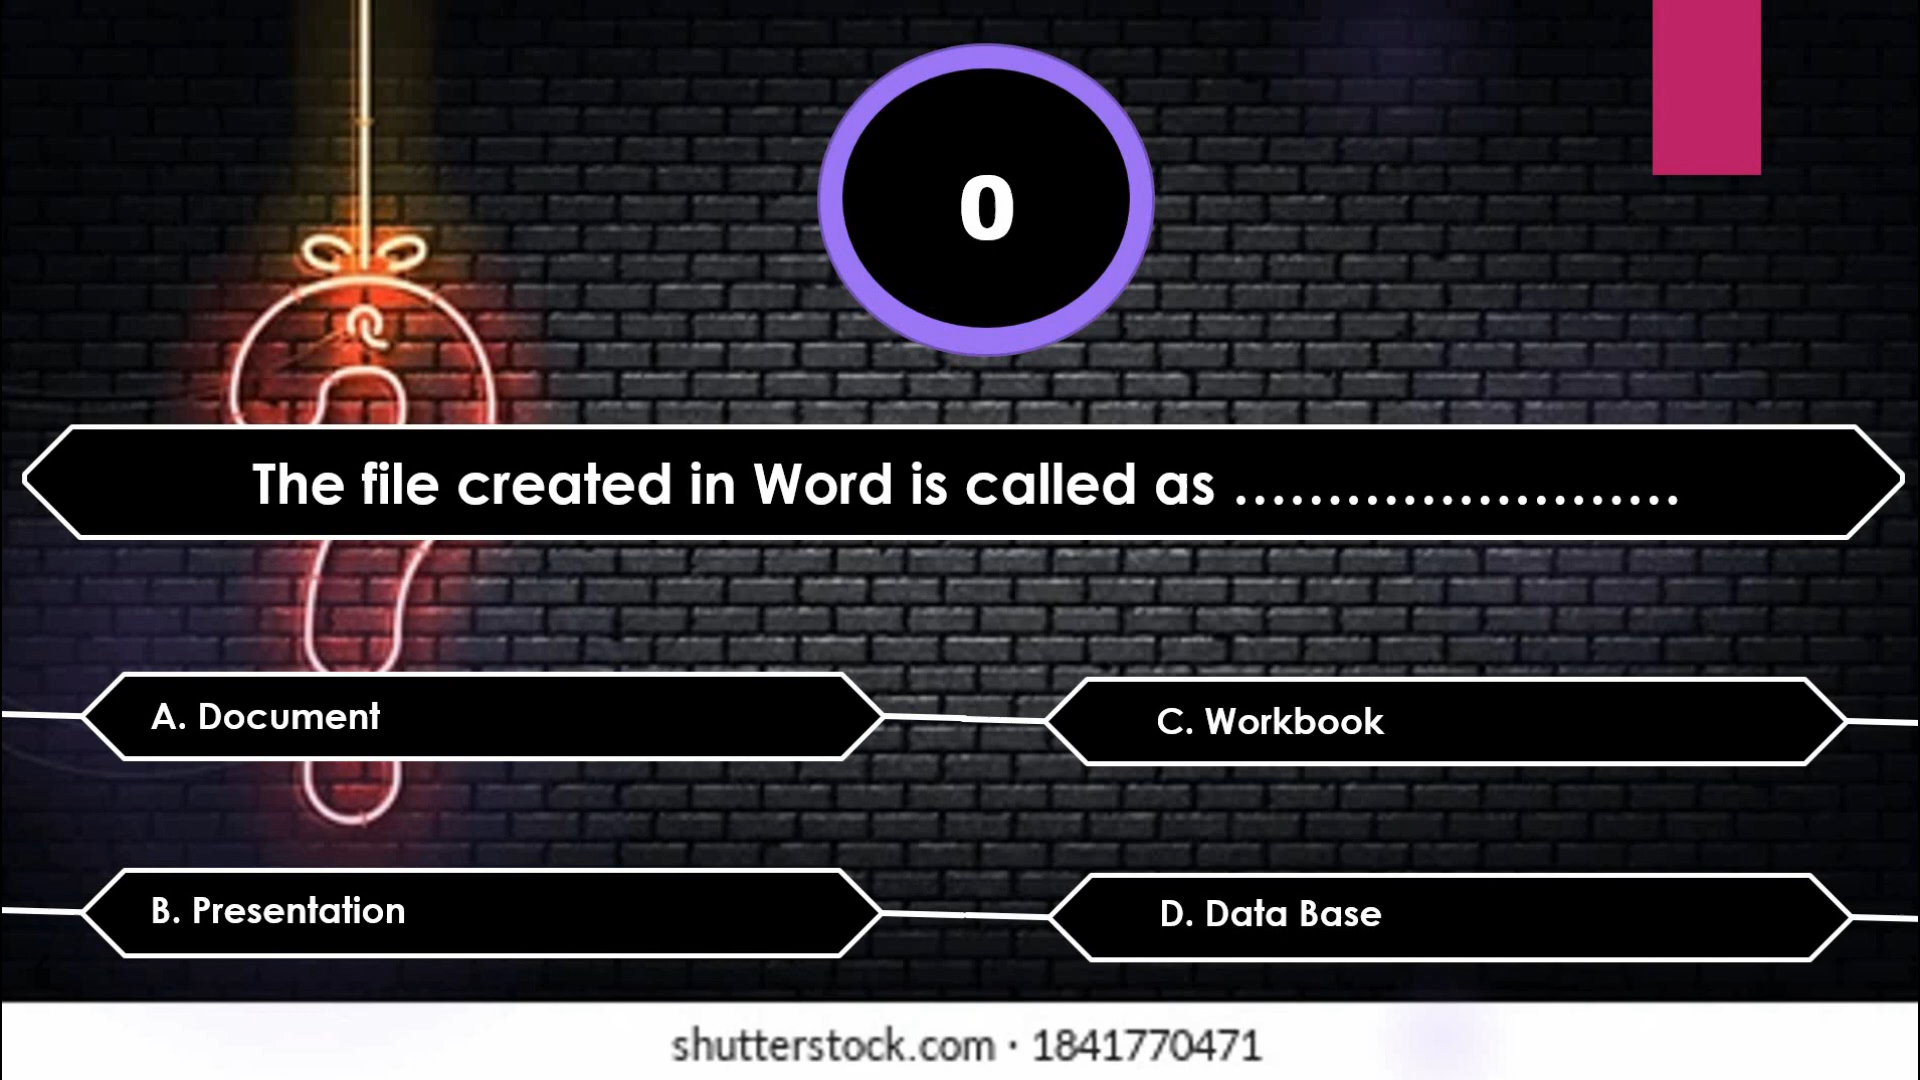 0
The file created in Word is called as ........................
A. Document
C. Workbook
B. Presentation
D. Data Base
shutterstock.com · 1841770471